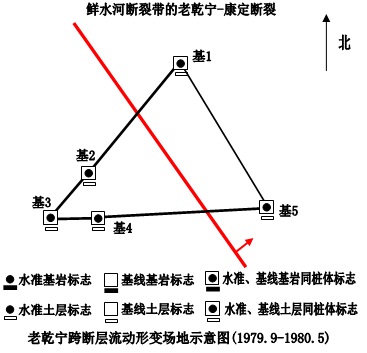 鲜水河断裂带的老乾宁-康定断裂
北
基1
基2
基3
基4
基5
水准基岩标志 基线基岩标志 水准、基线基岩同桩体标志
水准土层标志 基线土层标志 水准、基线土层同桩体标志
老乾宁跨断层流动形变场地示意图(1979.9-1980.5)